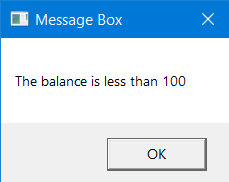 Message Box
The balance is less than 100
OK